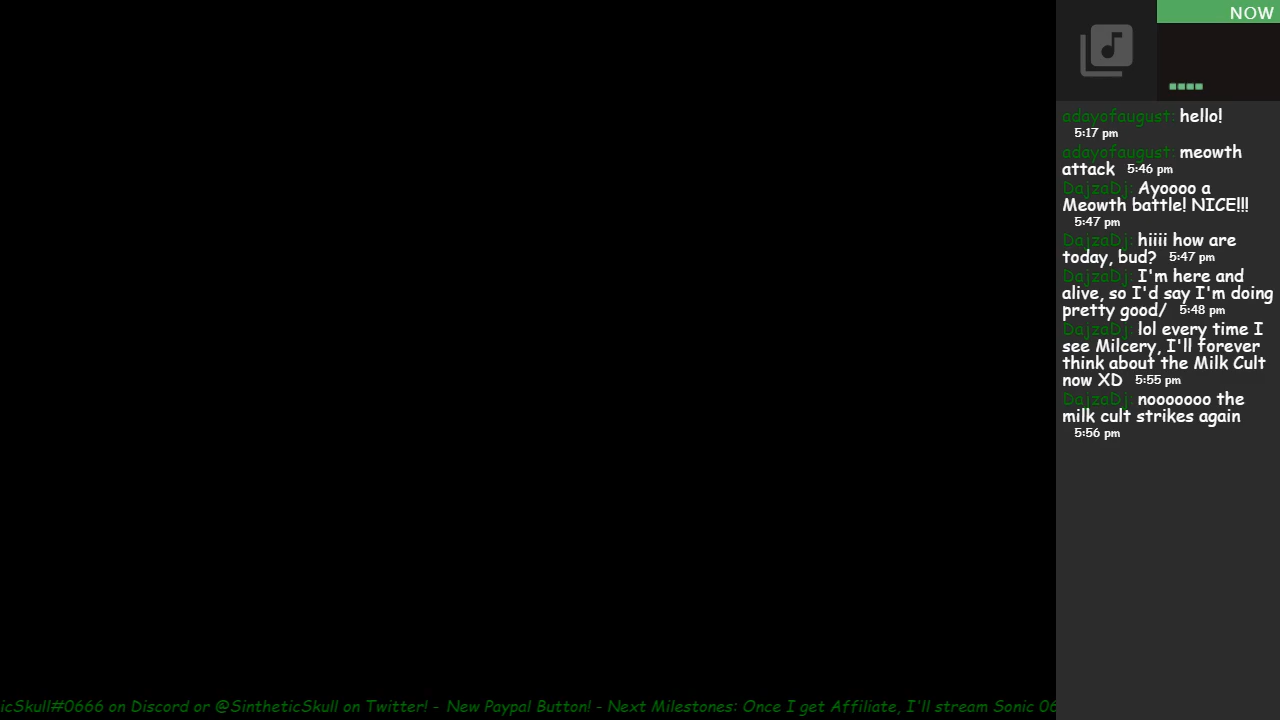 NOW
adayofaugust: hello!
5:17 pm
adayofaugust: meowth
attack 5:46 pm
DajzaDj: Ayoooo a
Meowth battle! NICE!!!
5:47 pm
DajzaDj: hiiii how are
today, bud? 5:47 pm
DajzaDj: I'm here and
alive, so I'd say I'm doing
pretty good/ 5:48 pm
DajzaDj: lol every time I
see Milcery, I'll forever
think about the Milk Cult
now XD 5:55 pm
DajzaDj: nooooooo the
milk cult strikes again
5:56 pm
icSkull#0666 on Discord or @SintheticSkull on Twitter! - New Paypal Button! - Next Milestones: Once I get Affiliate, I'll stream Sonic 06